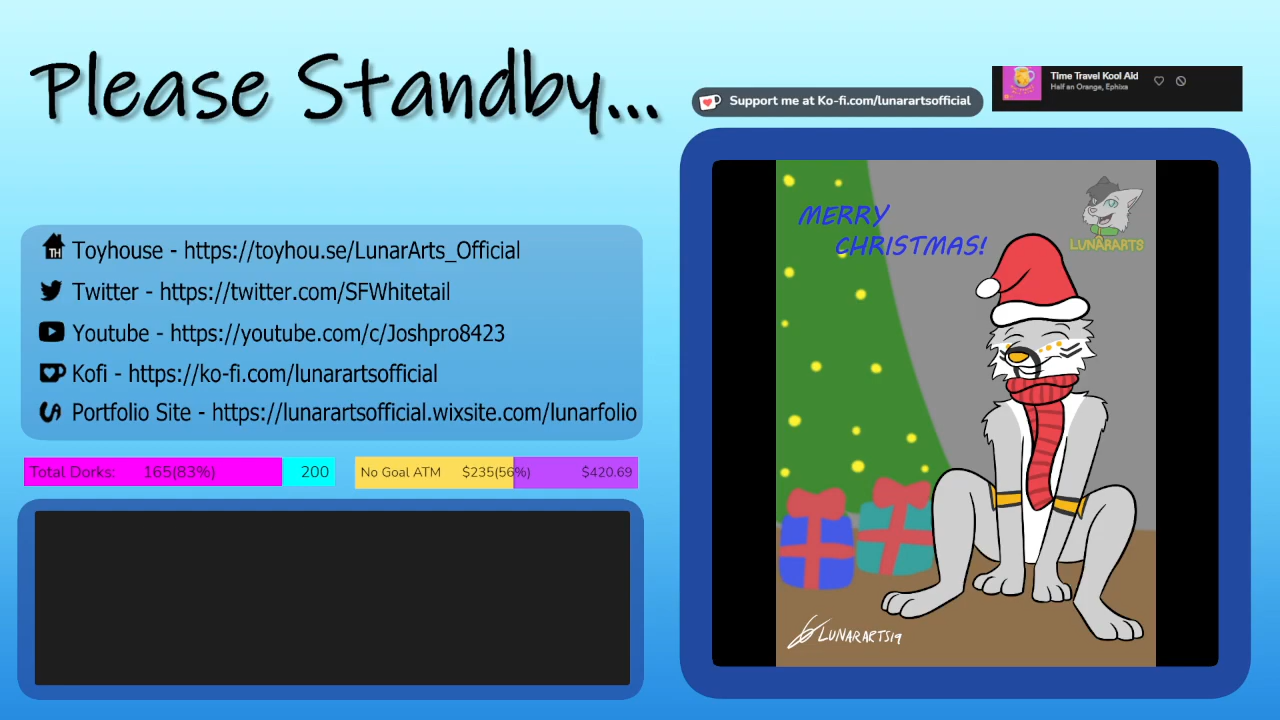 Please Standby...
Support me at Ko-fi.com/lunarartsofficial
Time Travel Kool Aid
Half an Orange, Ephixa
TH Toyhouse - https://toyhou.se/LunarArts_Official
Twitter - https://twitter.com/SFWhitetail
Youtube - https://youtube.com/c/Joshpro8423
Kofi - https://ko-fi.com/lunarartsofficial
Portfolio Site - https://lunarartsofficial.wixsite.com/lunarfolio
Total Dorks: 165(83%) 200
No Goal ATM $235(56%) $420.69
MERRY
CHRISTMAS!
LUNARARTS
LUNARARTS19